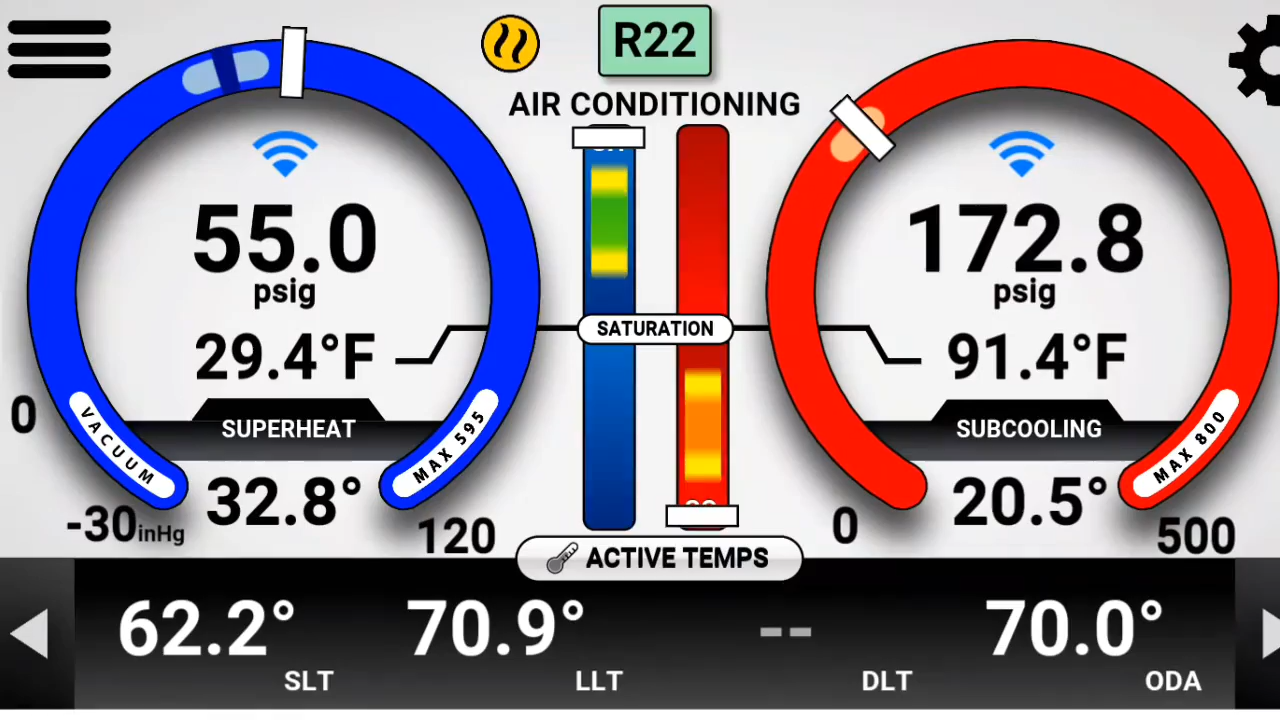 R22
AIR CONDITIONING
55.0
psig
29.4°F
SATURATION
172.8
psig
91.4°F
0
VACUUM
SUPERHEAT
MAX 595
SUBCOOLING
MAX 800
-30inHg
32.8°
120
0
20.5°
500
ACTIVE TEMPS
62.2°
SLT
70.9°
LLT
--
DLT
70.0°
ODA